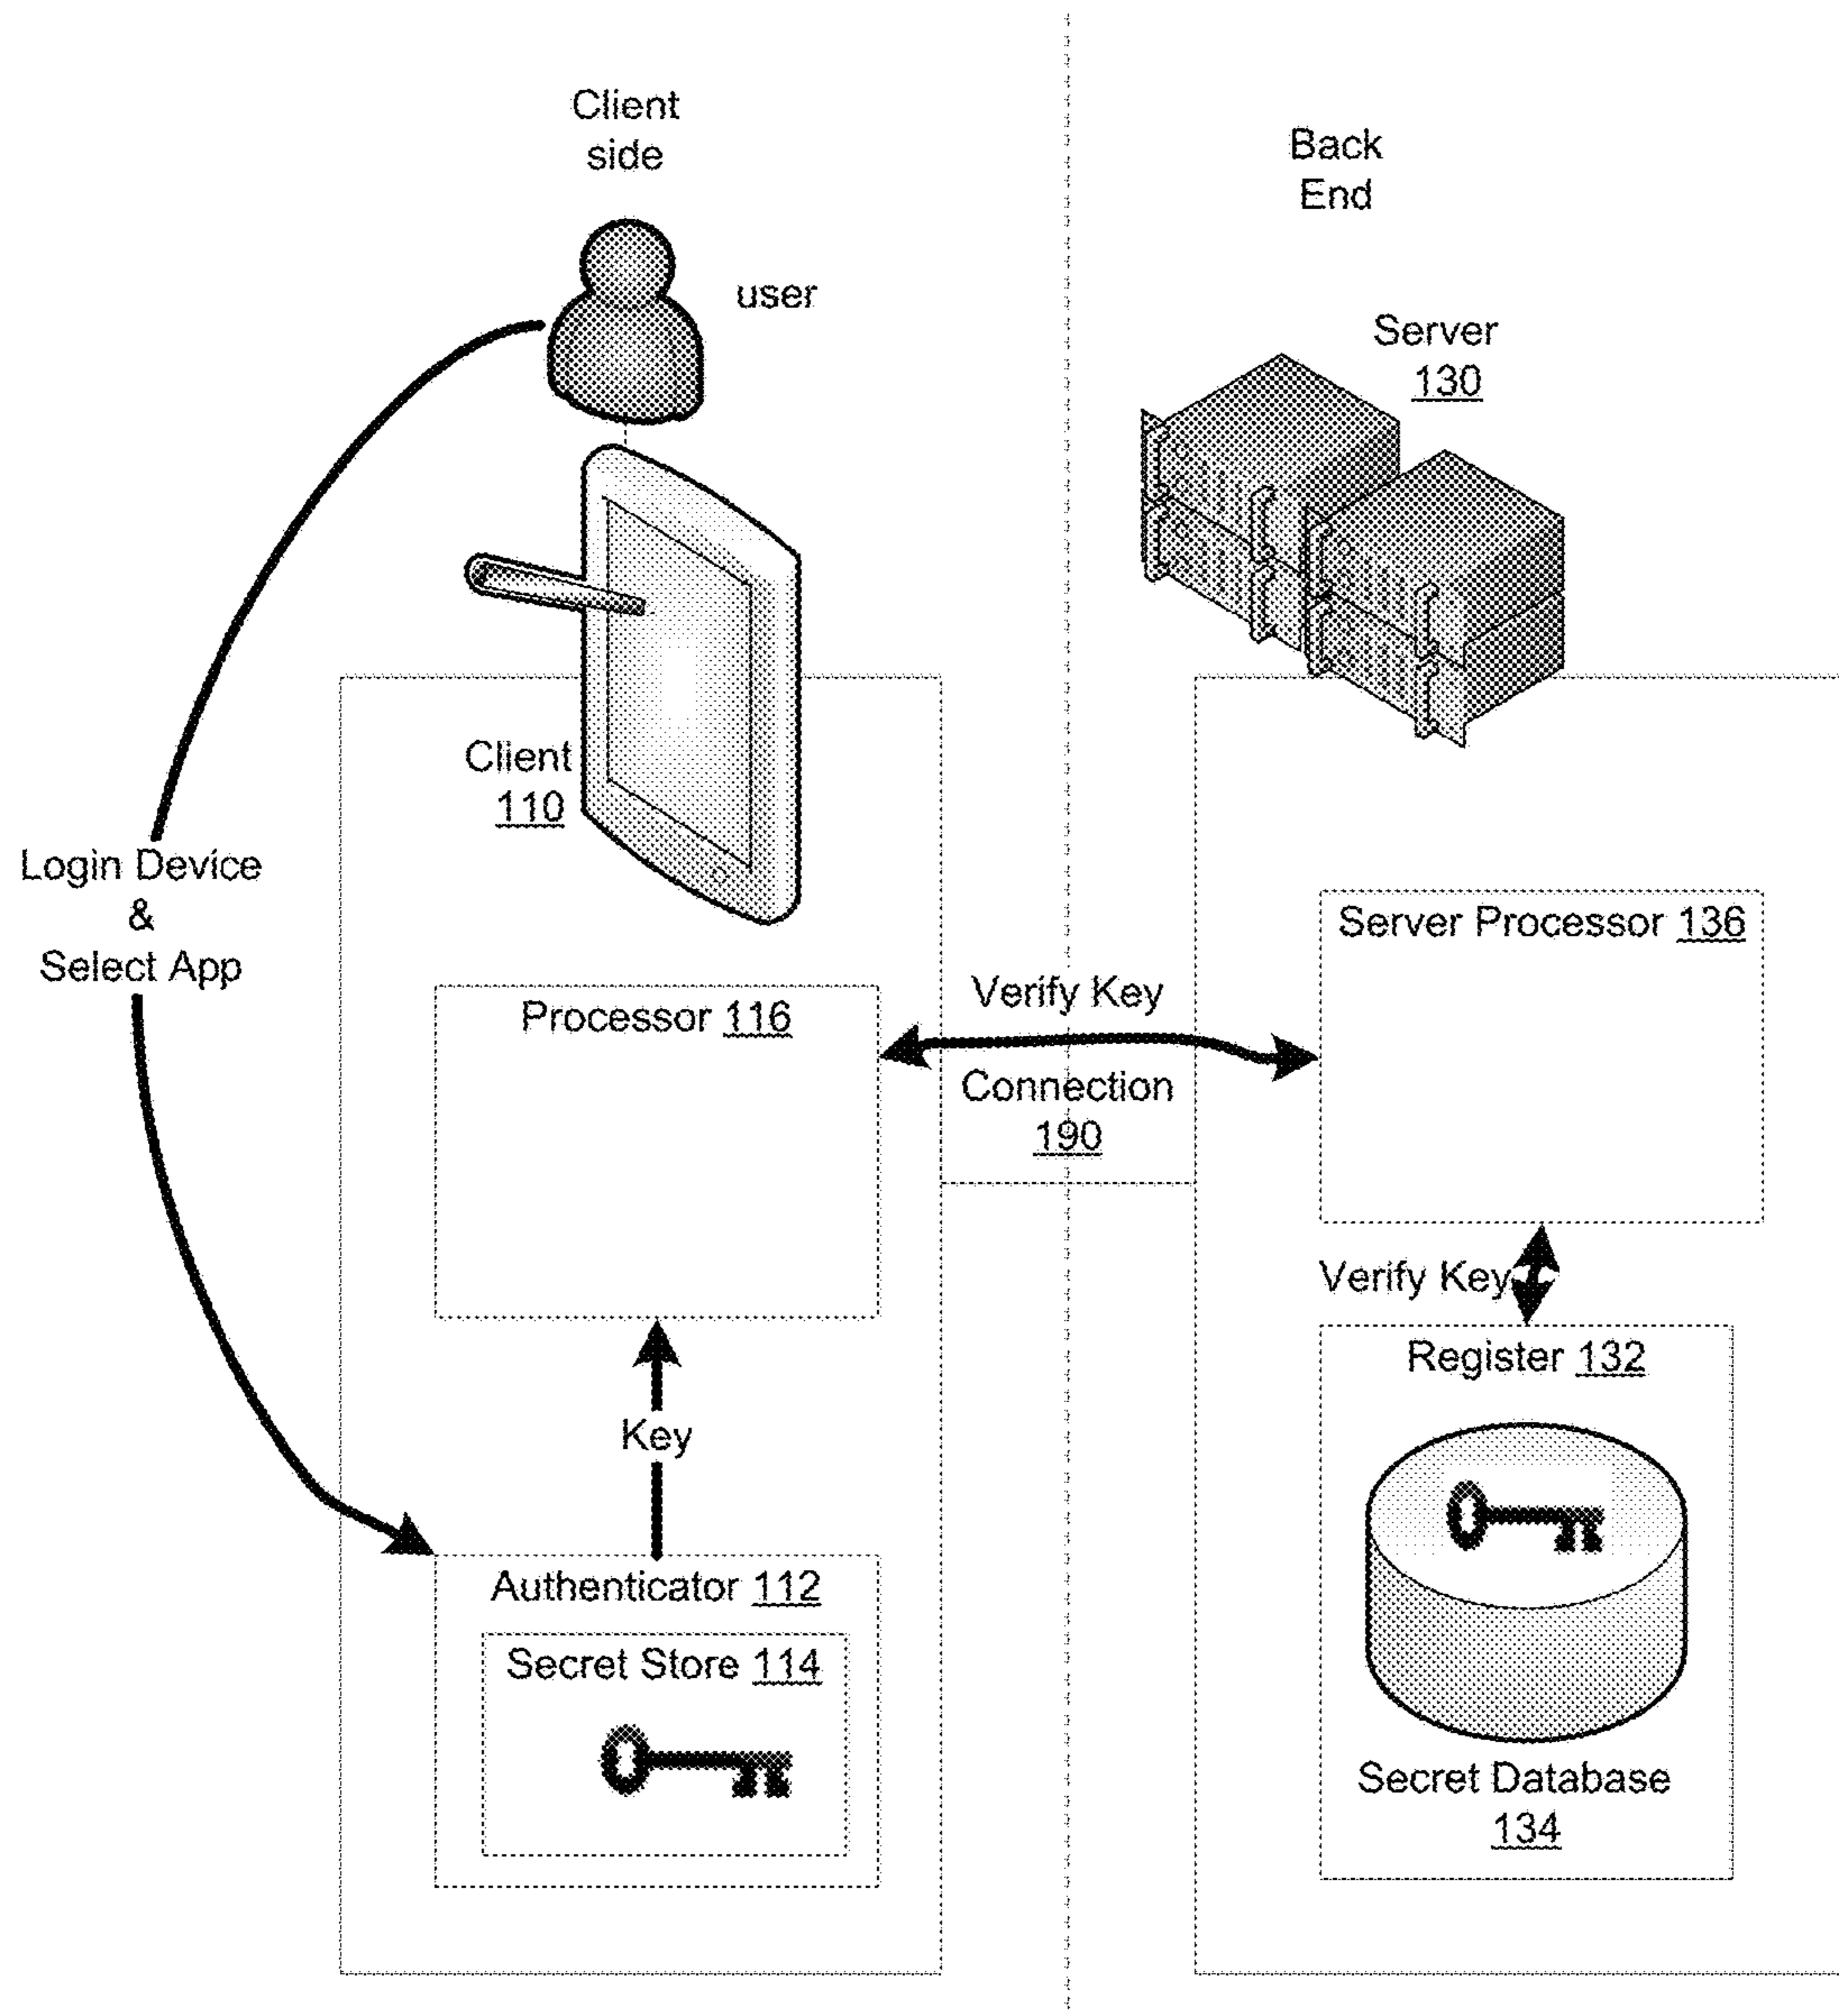 Client
side
user
Back
End
Server
130
Client
110
Login Device
&
Select App
Processor 116
Verify Key
Connection
190
Server Processor 136
Verify Key
Register 132
Key
Authenticator 112
Secret Store 114
Secret Database
134